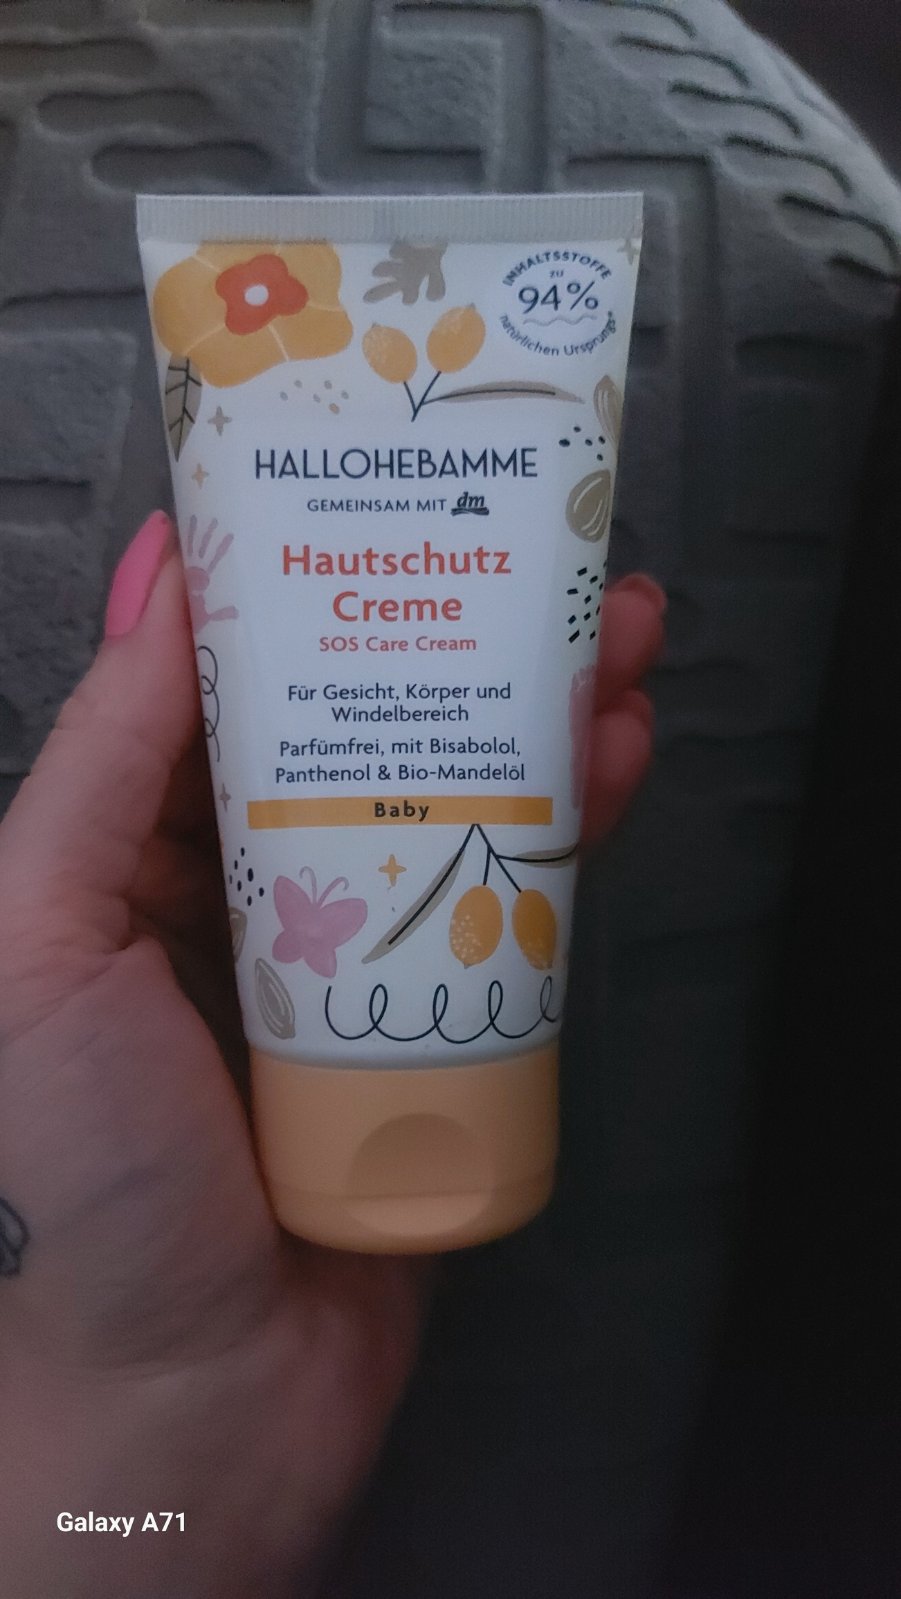 INHALTSSTOFFE
zu
94%
natürlichen Ursprungs*
HALLOHEBAMME
GEMEINSAM MIT dm
Hautschutz
Creme
SOS Care Cream
Für Gesicht, Körper und
Windelbereich
Parfümfrei, mit Bisabolol,
Panthenol & Bio-Mandelöl
Baby
Galaxy A71